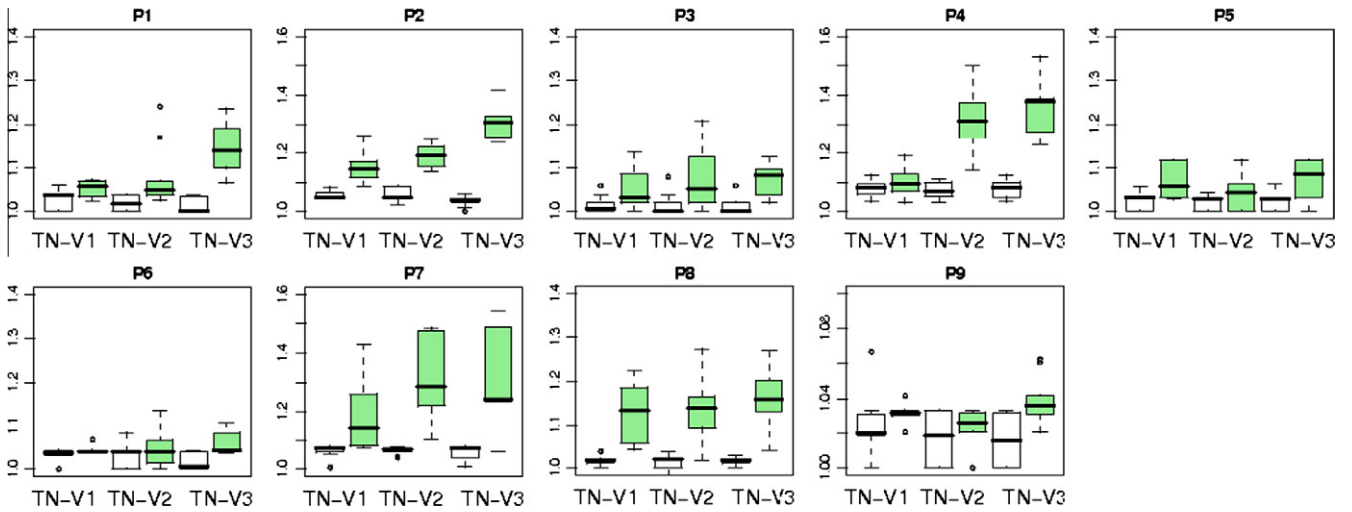 P1 P2 P3 P4 P5
1.4 1.6 1.4 1.6 1.4
1.3 1.4 1.3 1.4 1.3
1.2 1.2 1.2 1.2 1.2
1.1 1.1 1.1
1.0 1.0 1.0 1.0 1.0
TN-V1 TN-V2 TN-V3 TN-V1 TN-V2 TN-V3 TN-V1 TN-V2 TN-V3 TN-V1 TN-V2 TN-V3 TN-V1 TN-V2 TN-V3
P6 P7 P8 P9
1.4 1.6 1.4
1.3 1.4 1.3 1.08
1.2 1.2 1.2 1.04
1.1 1.1
1.0 1.0 1.0 1.00
TN-V1 TN-V2 TN-V3 TN-V1 TN-V2 TN-V3 TN-V1 TN-V2 TN-V3 TN-V1 TN-V2 TN-V3